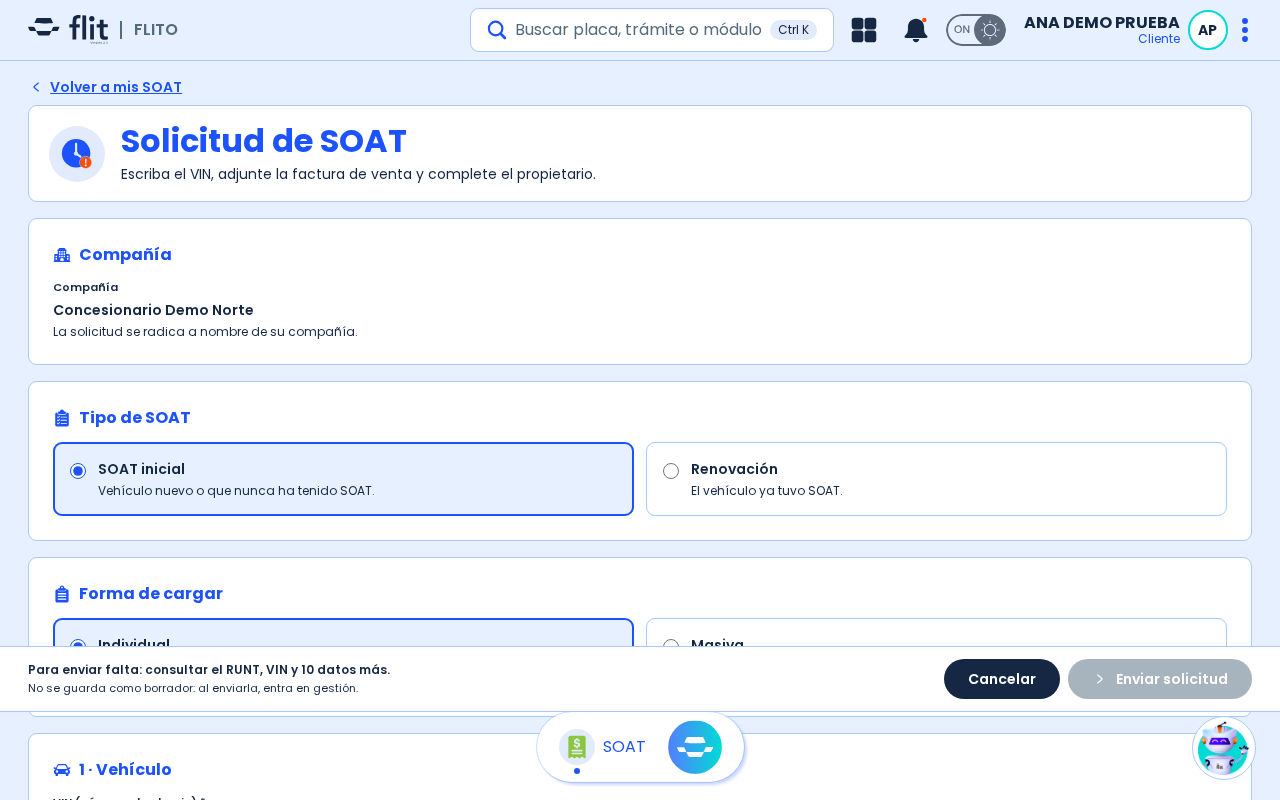 flit
FLITO
Buscar placa, trámite o módulo
Ctrl K
ON
ANA DEMO PRUEBA
Cliente
AP
Volver a mis SOAT
Solicitud de SOAT
Escriba el VIN, adjunte la factura de venta y complete el propietario.
Compañía
Compañía
Concesionario Demo Norte
La solicitud se radica a nombre de su compañía.
Tipo de SOAT
SOAT inicial
Vehículo nuevo o que nunca ha tenido SOAT.
Renovación
El vehículo ya tuvo SOAT.
Forma de cargar
Individual
Masiva
Para enviar falta: consultar el RUNT, VIN y 10 datos más.
No se guarda como borrador: al enviarla, entra en gestión.
Cancelar
Enviar solicitud
SOAT
1 · Vehículo